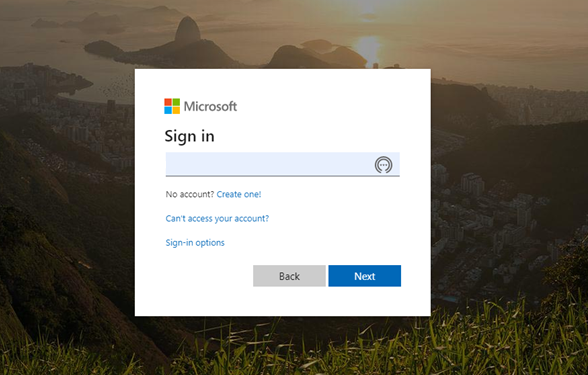 Microsoft
Sign in
No account? Create one!
Can't access your account?
Sign-in options
Back Next